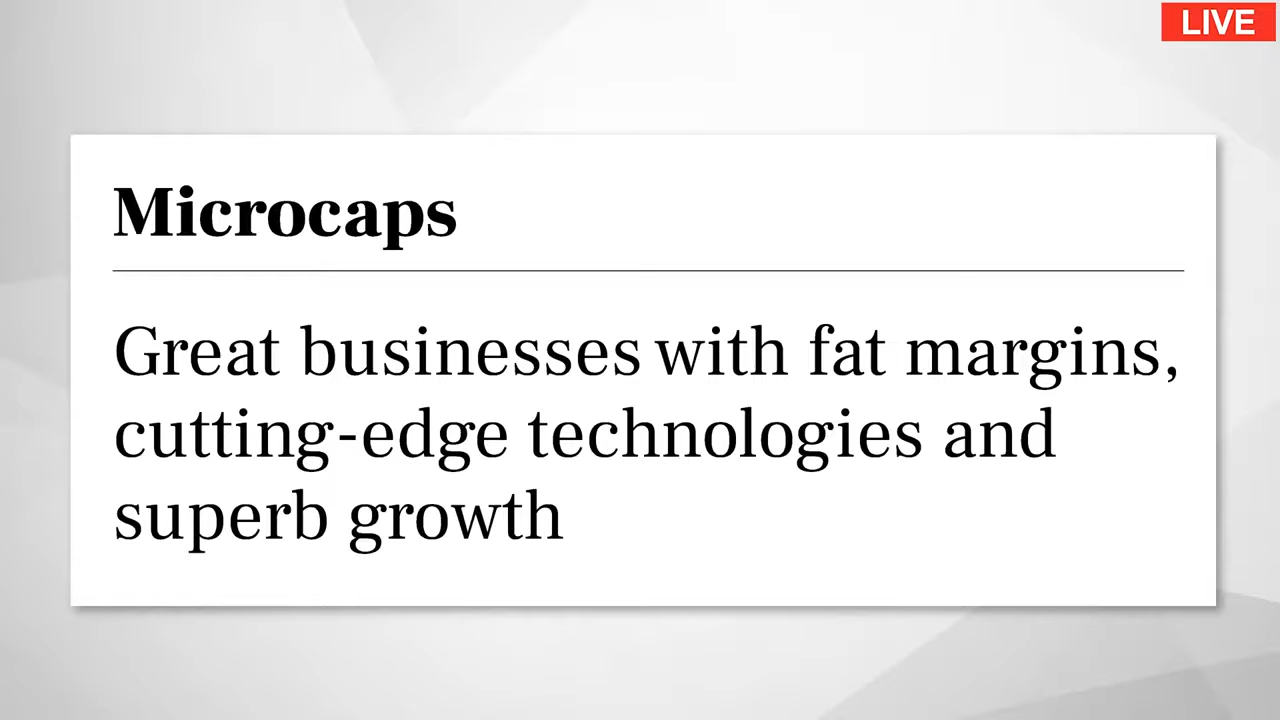 LIVE
Microcaps
Great businesses with fat margins,
cutting-edge technologies and
superb growth